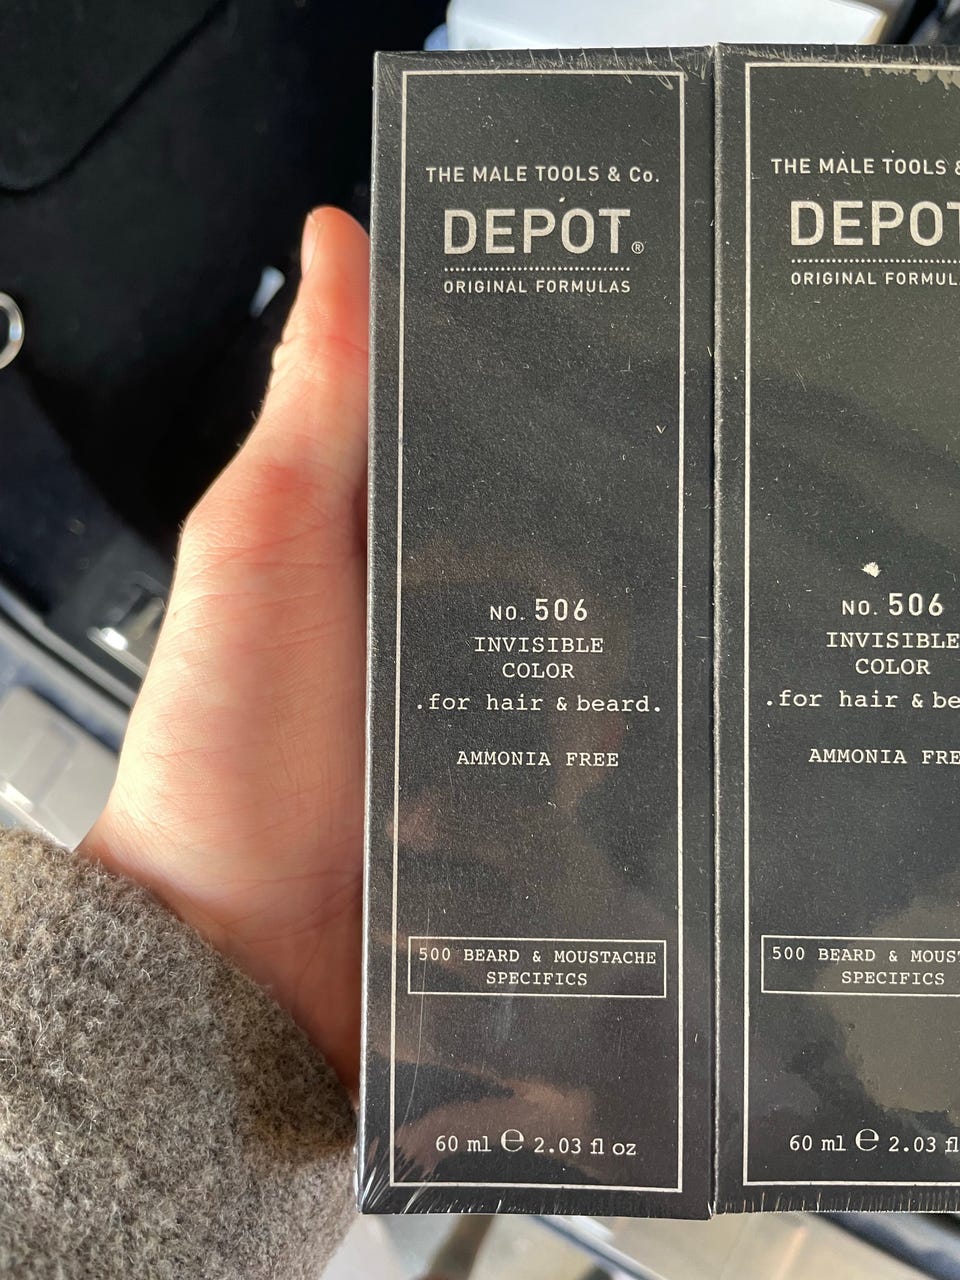 THE MALE TOOLS & Co.
DEPOT®
ORIGINAL FORMULAS
NO. 506
INVISIBLE
COLOR
.for hair & beard.
AMMONIA FREE
500 BEARD & MOUSTACHE
SPECIFICS
60 ml ℮ 2.03 fl oz
THE MALE TOOLS &
DEPOT
ORIGINAL
NO. 506
INVISIBLE
COLOR
.for hair &
AMMONIA
500 BEARD &
SPECIFICS
60 ml ℮ 2.03